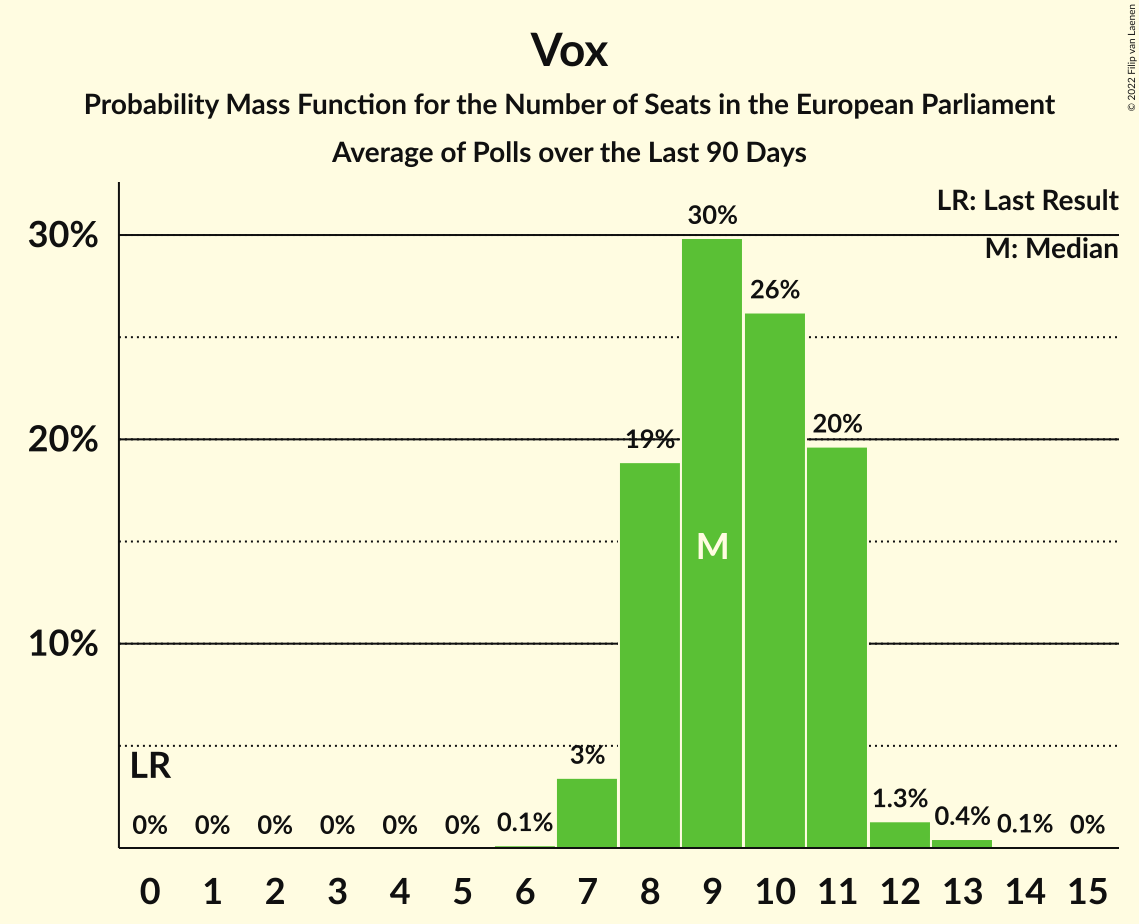 © 2022 Filip van Laenen
Vox
Probability Mass Function for the Number of Seats in the European Parliament
Average of Polls over the Last 90 Days
LR: Last Result
M: Median
30%
20%
10%
30%
26%
20%
19%
M
3%
LR
0% 0% 0% 0% 0% 0% 0.1% 1.3% 0.4% 0.1% 0%
0 1 2 3 4 5 6 7 8 9 10 11 12 13 14 15